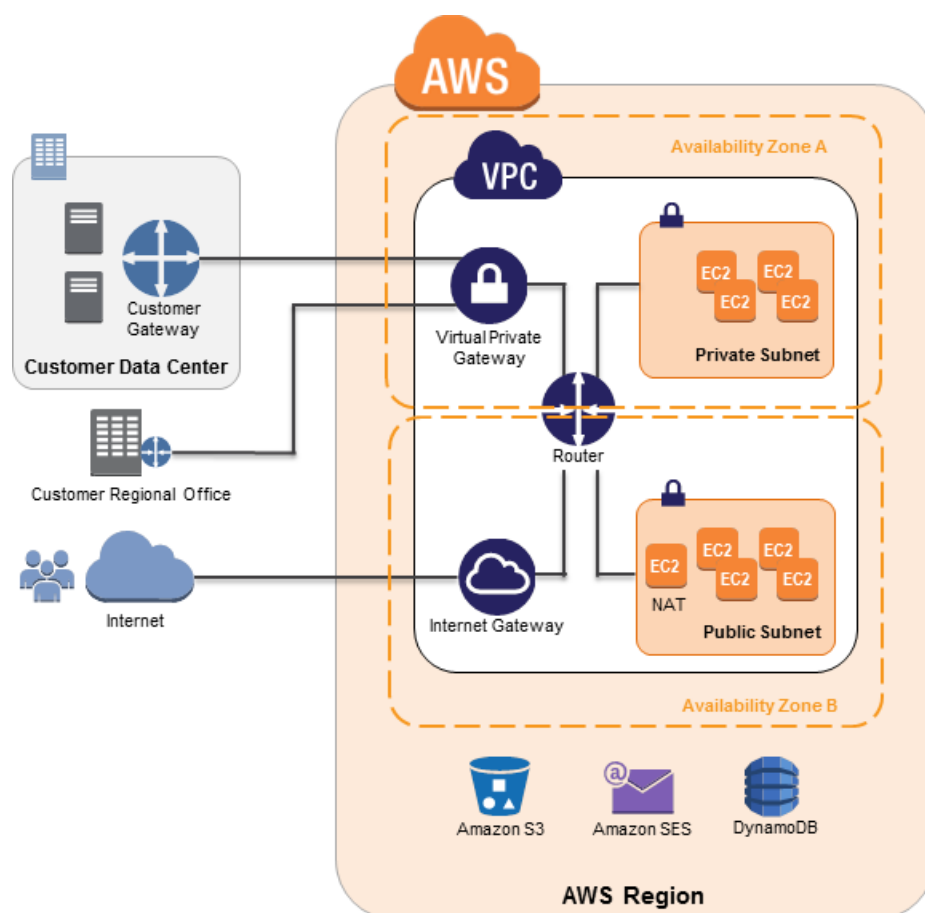 AWS
Availability Zone A
VPC
EC2
EC2
EC2
EC2
Private Subnet
Customer
Gateway
Customer Data Center
Virtual Private
Gateway
Router
Customer Regional Office
Internet
EC2
EC2
EC2
EC2
EC2
NAT
Public Subnet
Internet Gateway
Availability Zone B
@
Amazon S3
Amazon SES
DynamoDB
AWS Region